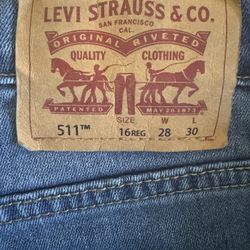 LEVI STRAUSS & CO.
SAN FRANCISCO
CAL.
ORIGINAL RIVETED
QUALITY CLOTHING
PATENTED MAY 20 1873
SIZE W L
511™ 16REG 28 30